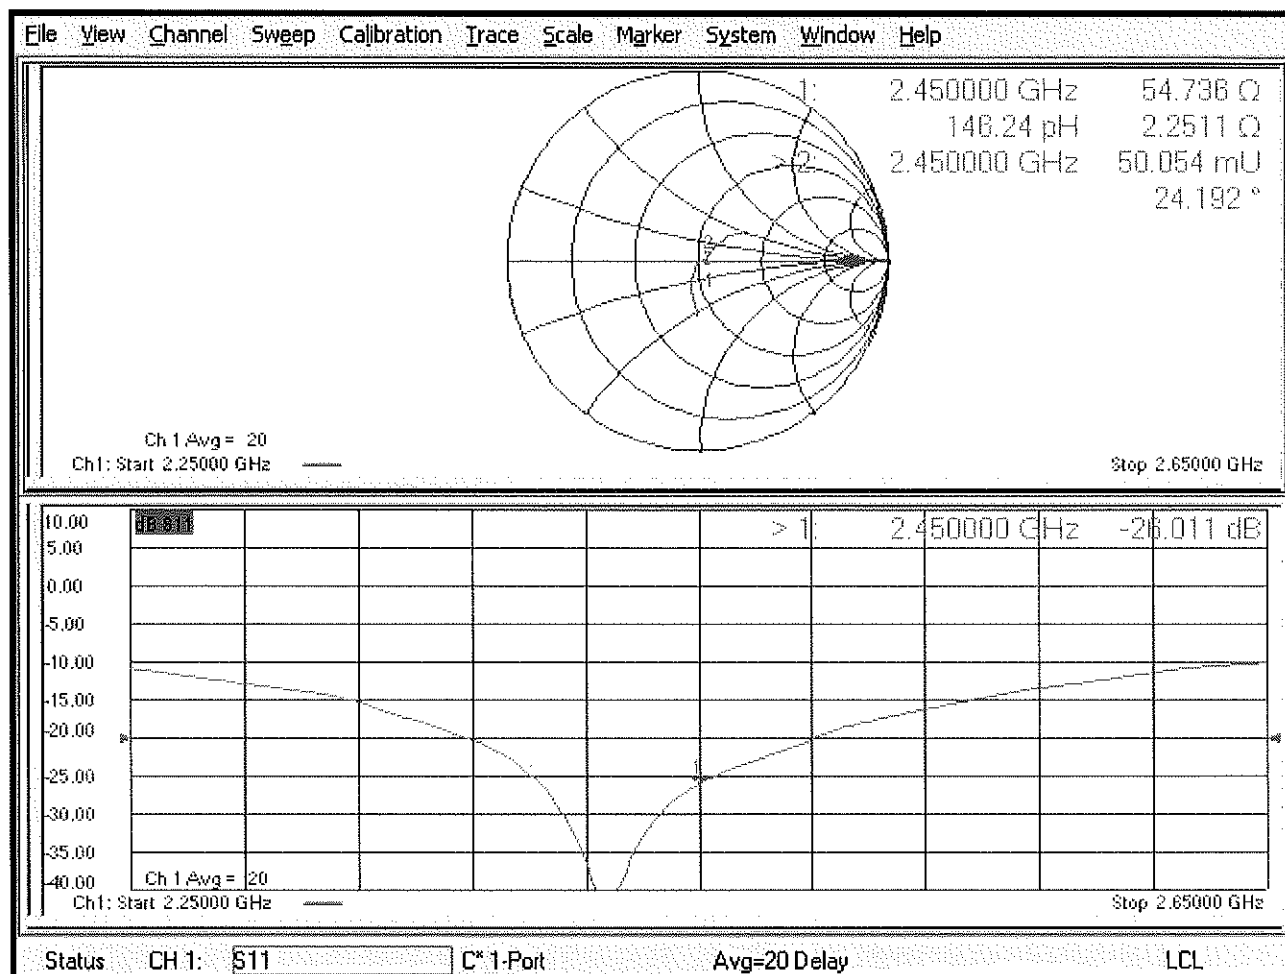 File View Channel Sweep Calibration Trace Scale Marker System Window Help
1: 2.450000 GHz 54.736 Ω
146.24 pH 2.2511 Ω
> 2: 2.450000 GHz 50.054 mU
24.192 °
2
1
Ch 1 Avg = 20
Ch1: Start 2.25000 GHz
Stop 2.65000 GHz
10.00
dB S11
> 1: 2.450000 GHz -26.011 dB
5.00
0.00
-5.00
-10.00
-15.00
-20.00
-25.00
1
-30.00
-35.00
-40.00
Ch 1 Avg = 20
Ch1: Start 2.25000 GHz
Stop 2.65000 GHz
Status CH 1: S11 C* 1-Port Avg=20 Delay LCL